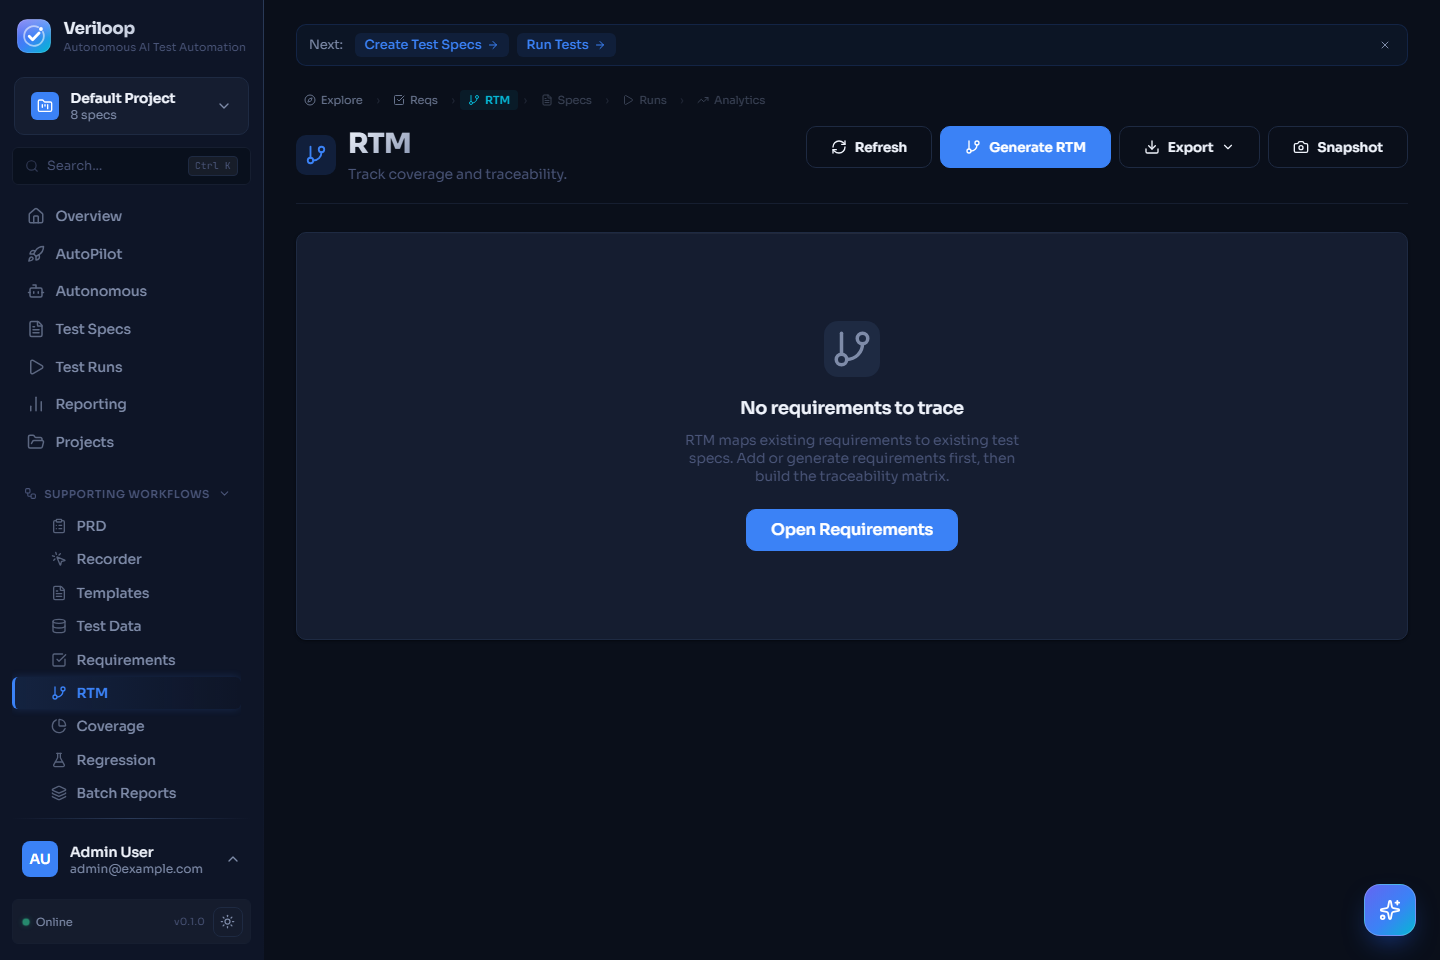 Veriloop
Autonomous AI Test Automation
Default Project
8 specs
Search...
Ctrl K
Overview
AutoPilot
Autonomous
Test Specs
Test Runs
Reporting
Projects
SUPPORTING WORKFLOWS
PRD
Recorder
Templates
Test Data
Requirements
RTM
Coverage
Regression
Batch Reports
AU
Admin User
admin@example.com
Online
v0.1.0
Next: Create Test Specs → Run Tests →
Explore › Reqs › RTM › Specs › Runs › Analytics
RTM
Track coverage and traceability.
Refresh
Generate RTM
Export
Snapshot
No requirements to trace
RTM maps existing requirements to existing test
specs. Add or generate requirements first, then
build the traceability matrix.
Open Requirements